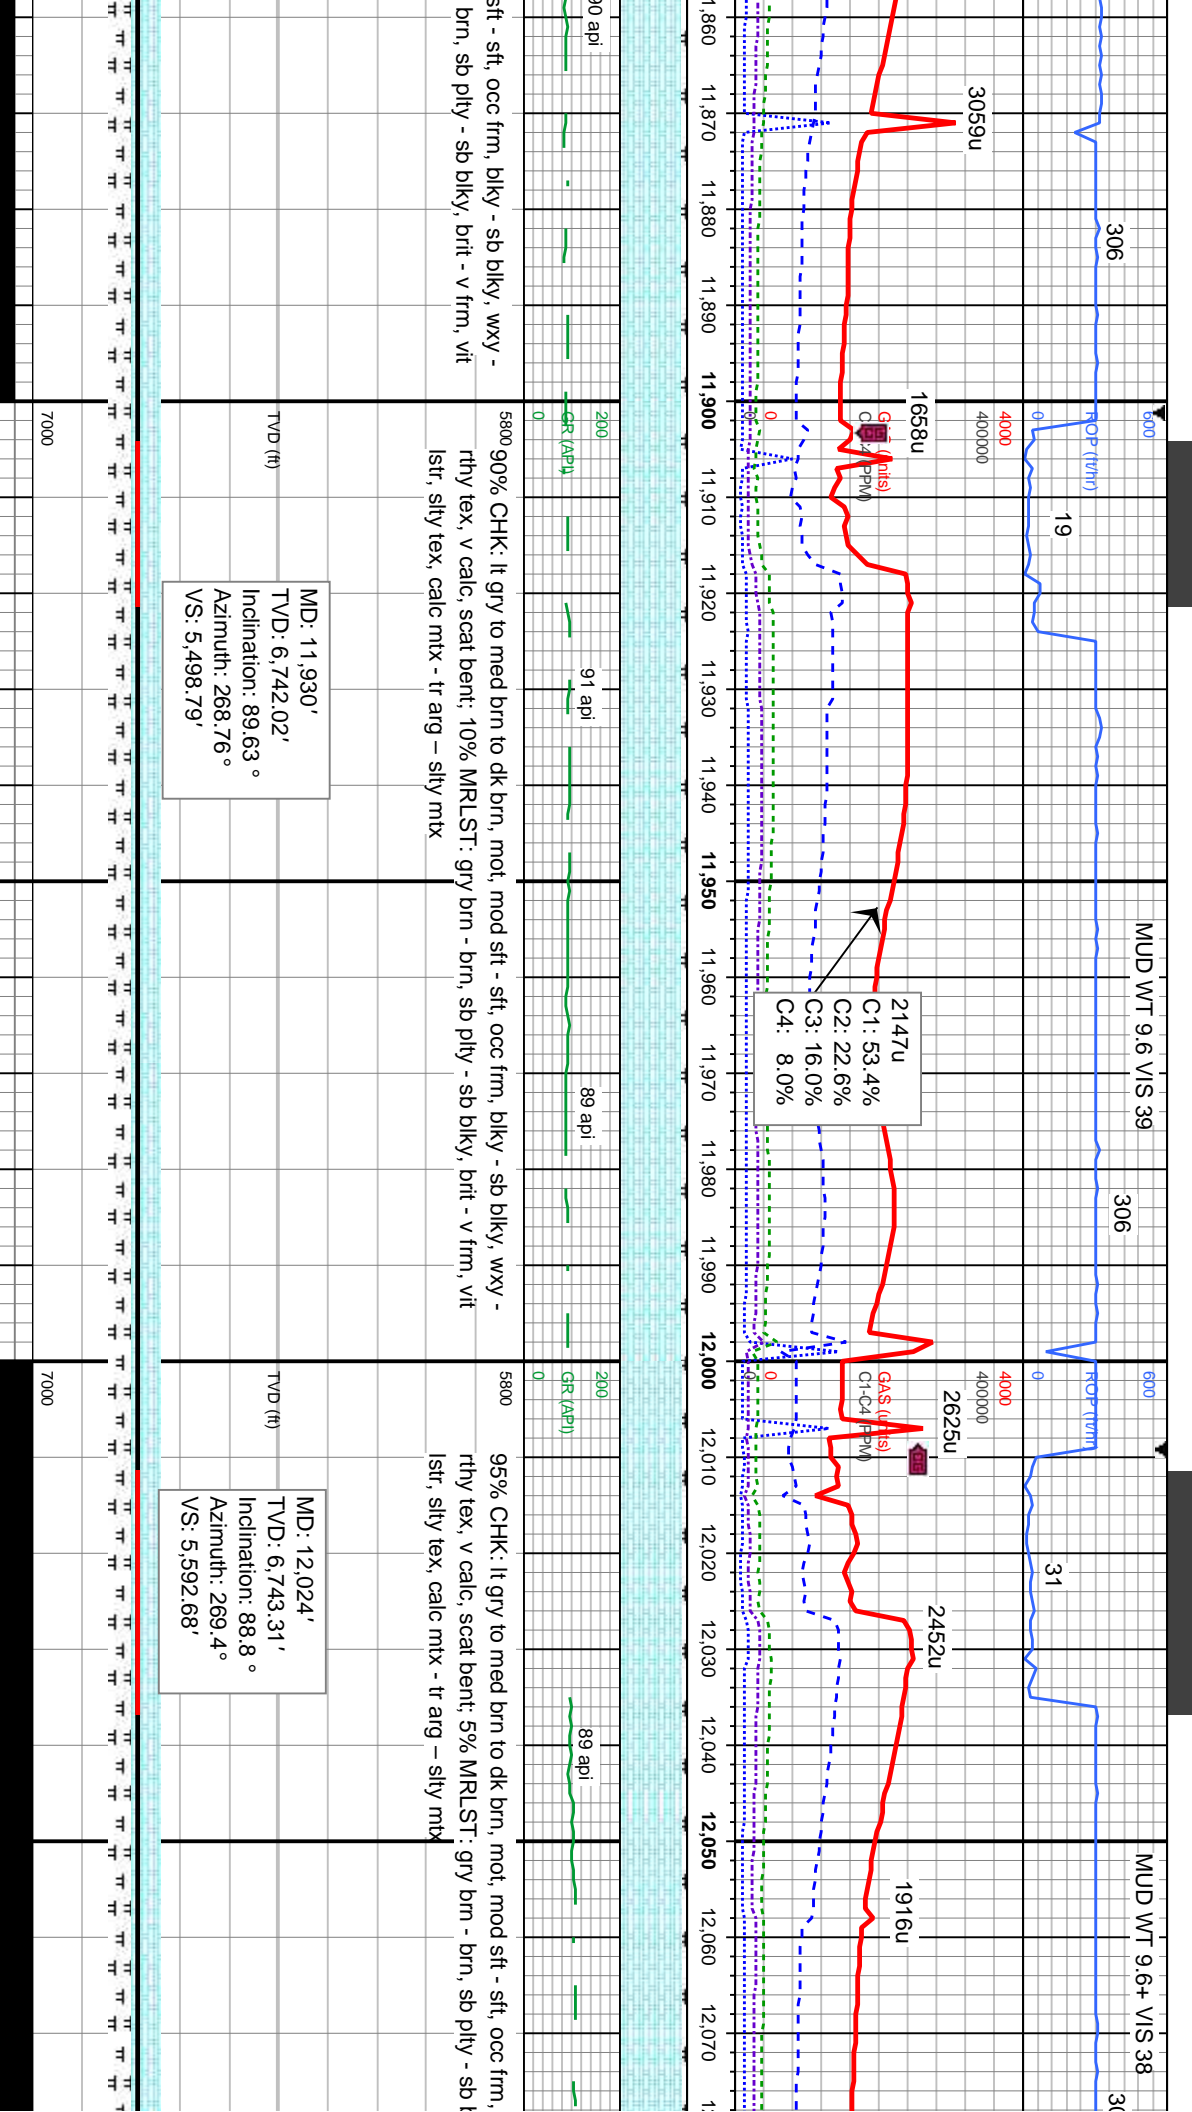 MUD WT 9.6 VIS 39
MUD WT 9.6+ VIS 38
600
ROP (ft/hr)
0
600
ROP (ft/hr)
0
306
19
306
31
4000
400000
GAS (units)
C1-C4 (PPM)
0
4000
400000
0
3059u
1658u
2147u
C1: 53.4%
C2: 22.6%
C3: 16.0%
C4: 8.0%
2625u
2452u
1916u
11,870
11,880
11,890
11,900
11,910
11,920
11,930
11,940
11,950
11,960
11,970
11,980
11,990
12,000
12,010
12,020
12,030
12,040
12,050
12,060
12,070
200
GR (API)
0
200
GR (API)
0
90 api
91 api
89 api
89 api
sft - sft, occ frm, blky - sb blky, wxy -
brn, sb plty - sb blky, brit - v frm, vit
5800
90% CHK: lt gry to med brn to dk brn, mot, mod sft - sft, occ frm, blky - sb blky, wxy -
rthy tex, v calc, scat bent; 10% MRLST: gry brn - brn, sb plty - sb blky, brit - v frm, vit
lstr, slty tex, calc mtx - tr arg – slty mtx
5800
95% CHK: lt gry to med brn to dk brn, mot, mod sft - sft, occ frm,
rthy tex, v calc, scat bent; 5% MRLST: gry brn - brn, sb plty - sb
lstr, slty tex, calc mtx - tr arg – slty mtx
TVD (ft)
7000
TVD (ft)
7000
MD: 11,930'
TVD: 6,742.02'
Inclination: 89.63 °
Azimuth: 268.76 °
VS: 5,498.79'
MD: 12,024'
TVD: 6,743.31'
Inclination: 88.8 °
Azimuth: 269.4°
VS: 5,592.68'